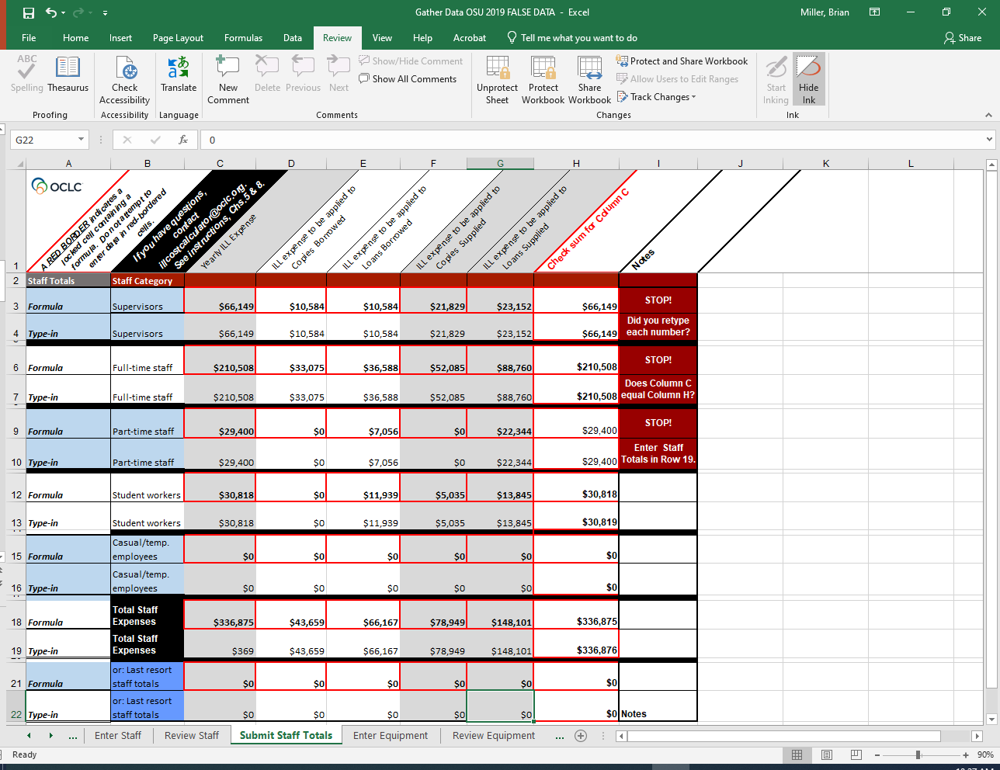 Gather Data OSU 2019 FALSE DATA - Excel
Miller, Brian
File Home Insert Page Layout Formulas Data Review View Help Acrobat Tell me what you want to do Share
ABC
Spelling
Thesaurus
Proofing
Check
Accessibility
Accessibility
Translate
Language
New
Comment
Delete
Previous
Next
Show/Hide Comment
Show All Comments
Comments
Unprotect
Sheet
Protect
Workbook
Share
Workbook
Protect and Share Workbook
Allow Users to Edit Ranges
Track Changes
Changes
Start
Inking
Hide
Ink
Ink
G22 fx 0
A B C D E F G H I J K L
1
OCLC
A RED BORDER indicates a
locked cell containing a
formula. Do not attempt to
enter data in red-bordered
cells.
If you have questions,
contact
illcostcalculator@oclc.org.
See instructions, Chs.5 & 8.
Yearly ILL Expense
ILL expense to be applied to
Copies Borrowed
ILL expense to be applied to
Loans Borrowed
ILL expense to be applied to
Copies Supplied
ILL expense to be applied to
Loans Supplied
Check sum for Column C
Notes
2 Staff Totals Staff Category
3 Formula Supervisors $66,149 $10,584 $10,584 $21,829 $23,152 $66,149 STOP!
4 Type-in Supervisors $66,149 $10,584 $10,584 $21,829 $23,152 $66,149 Did you retype
each number?
6 Formula Full-time staff $210,508 $33,075 $36,588 $52,085 $88,760 $210,508 STOP!
7 Type-in Full-time staff $210,508 $33,075 $36,588 $52,085 $88,760 $210,508 Does Column C
equal Column H?
9 Formula Part-time staff $29,400 $0 $7,056 $0 $22,344 $29,400 STOP!
10 Type-in Part-time staff $29,400 $0 $7,056 $0 $22,344 $29,400 Enter Staff
Totals in Row 19.
12 Formula Student workers $30,818 $0 $11,939 $5,035 $13,845 $30,818
13 Type-in Student workers $30,818 $0 $11,939 $5,035 $13,845 $30,819
Casual/temp.
15 Formula employees $0 $0 $0 $0 $0 $0
Casual/temp.
16 Type-in employees $0 $0 $0 $0 $0 $0
Total Staff
18 Formula Expenses $336,875 $43,659 $66,167 $78,949 $148,101 $336,875
Total Staff
19 Type-in Expenses $369 $43,659 $66,167 $78,949 $148,101 $336,876
or: Last resort
21 Formula staff totals $0 $0 $0 $0 $0 $0
or: Last resort
22 Type-in staff totals $0 $0 $0 $0 $0 $0 Notes
... Enter Staff Review Staff Submit Staff Totals Enter Equipment Review Equipment ...
Ready
90%